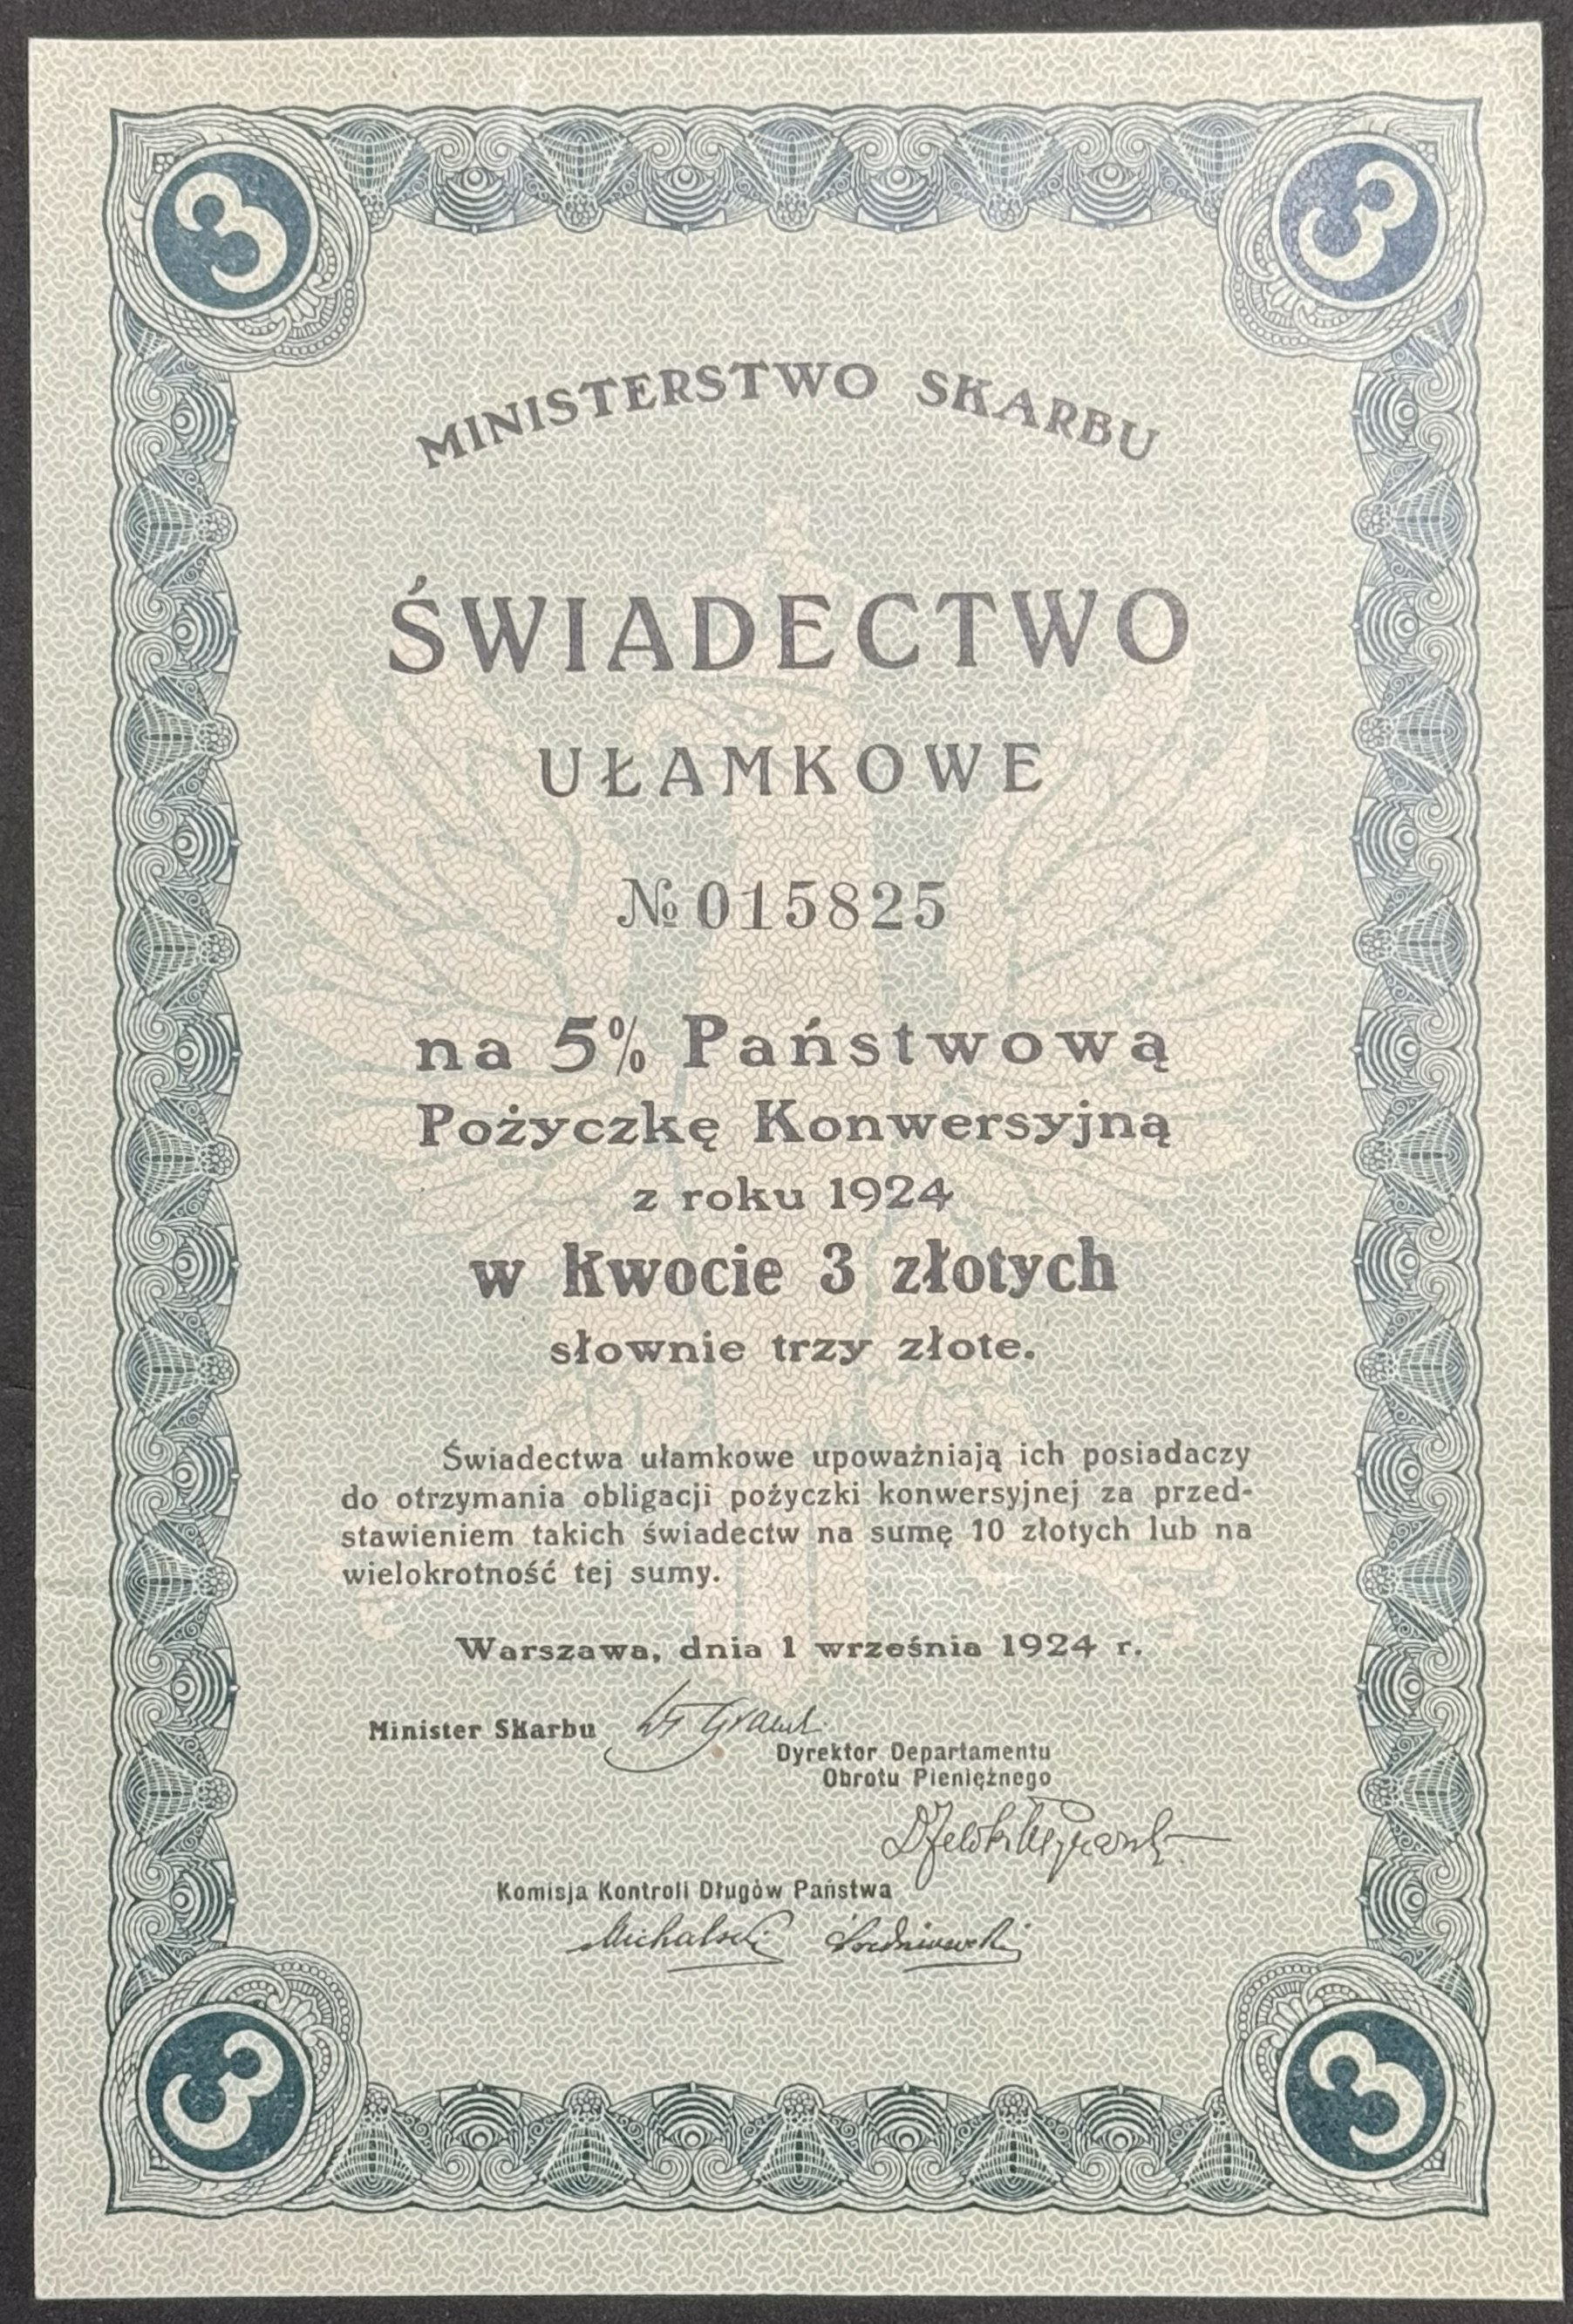 3 3
MINISTERSTWO SKARBU
ŚWIADECTWO
UŁAMKOWE
№ 015825
na 5% Państwową
Pożyczkę Konwersyjną
z roku 1924
w kwocie 3 złotych
słownie trzy złote.
Świadectwa ułamkowe upoważniają ich posiadaczy
do otrzymania obligacji pożyczki konwersyjnej za przed-
stawieniem takich świadectw na sumę 10 złotych lub na
wielokrotność tej sumy.
Warszawa, dnia 1 września 1924 r.
Minister Skarbu
Dyrektor Departamentu
Obrotu Pieniężnego
Komisja Kontroli Długów Państwa
Michalski
3 3